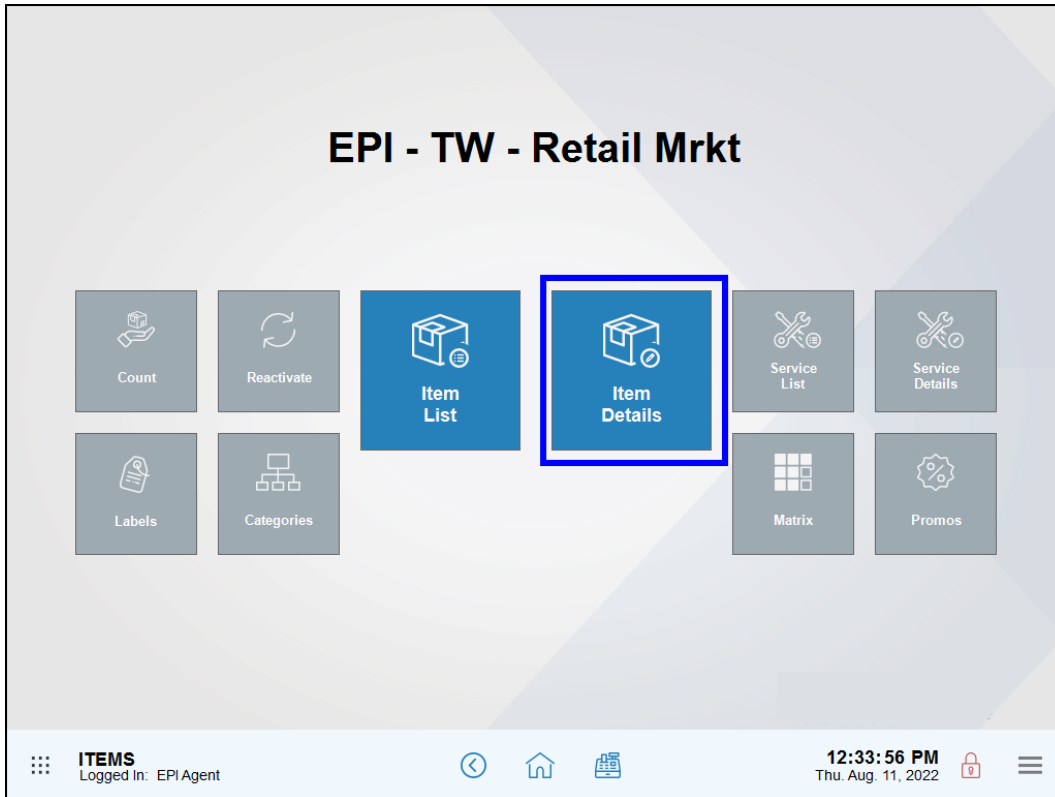 EPI - TW - Retail Mrkt
Count
Reactivate
Item
List
Item
Details
Service
List
Service
Details
Labels
Categories
Matrix
Promos
ITEMS
Logged In: EPI Agent
12:33:56 PM
Thu. Aug. 11, 2022